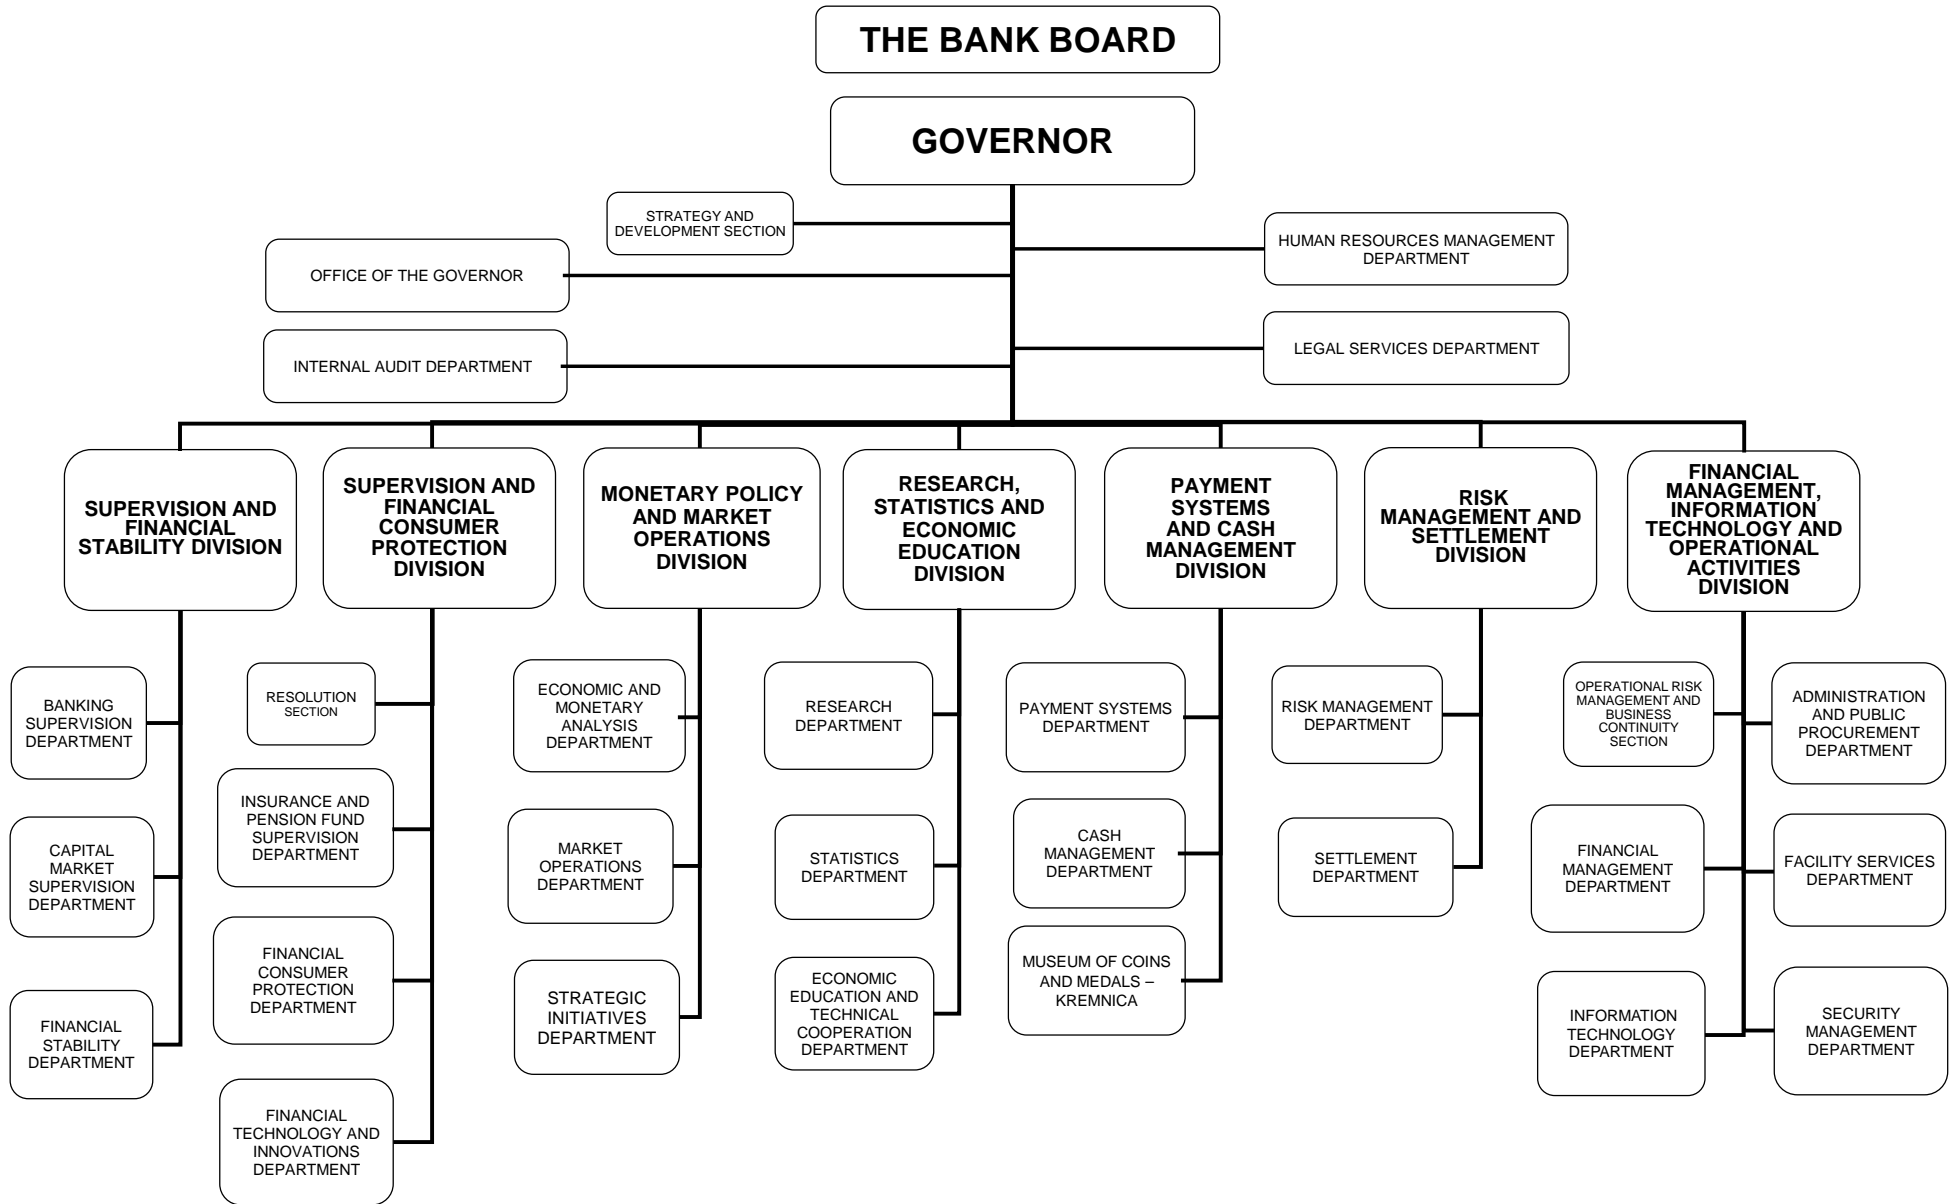 THE BANK BOARD
GOVERNOR
STRATEGY AND
DEVELOPMENT SECTION
HUMAN RESOURCES MANAGEMENT
DEPARTMENT
OFFICE OF THE GOVERNOR
LEGAL SERVICES DEPARTMENT
INTERNAL AUDIT DEPARTMENT
SUPERVISION AND
FINANCIAL
STABILITY DIVISION
SUPERVISION AND
FINANCIAL
CONSUMER
PROTECTION
DIVISION
MONETARY POLICY
AND MARKET
OPERATIONS
DIVISION
RESEARCH,
STATISTICS AND
ECONOMIC
EDUCATION
DIVISION
PAYMENT
SYSTEMS
AND CASH
MANAGEMENT
DIVISION
RISK
MANAGEMENT AND
SETTLEMENT
DIVISION
FINANCIAL
MANAGEMENT,
INFORMATION
TECHNOLOGY AND
OPERATIONAL
ACTIVITIES
DIVISION
BANKING
SUPERVISION
DEPARTMENT
CAPITAL
MARKET
SUPERVISION
DEPARTMENT
FINANCIAL
STABILITY
DEPARTMENT
RESOLUTION
SECTION
INSURANCE AND
PENSION FUND
SUPERVISION
DEPARTMENT
FINANCIAL
CONSUMER
PROTECTION
DEPARTMENT
FINANCIAL
TECHNOLOGY AND
INNOVATIONS
DEPARTMENT
ECONOMIC AND
MONETARY
ANALYSIS
DEPARTMENT
MARKET
OPERATIONS
DEPARTMENT
STRATEGIC
INITIATIVES
DEPARTMENT
RESEARCH
DEPARTMENT
STATISTICS
DEPARTMENT
ECONOMIC
EDUCATION AND
TECHNICAL
COOPERATION
DEPARTMENT
PAYMENT SYSTEMS
DEPARTMENT
CASH
MANAGEMENT
DEPARTMENT
MUSEUM OF COINS
AND MEDALS –
KREMNICA
RISK MANAGEMENT
DEPARTMENT
SETTLEMENT
DEPARTMENT
OPERATIONAL RISK
MANAGEMENT AND
BUSINESS
CONTINUITY
SECTION
FINANCIAL
MANAGEMENT
DEPARTMENT
INFORMATION
TECHNOLOGY
DEPARTMENT
ADMINISTRATION
AND PUBLIC
PROCUREMENT
DEPARTMENT
FACILITY SERVICES
DEPARTMENT
SECURITY
MANAGEMENT
DEPARTMENT